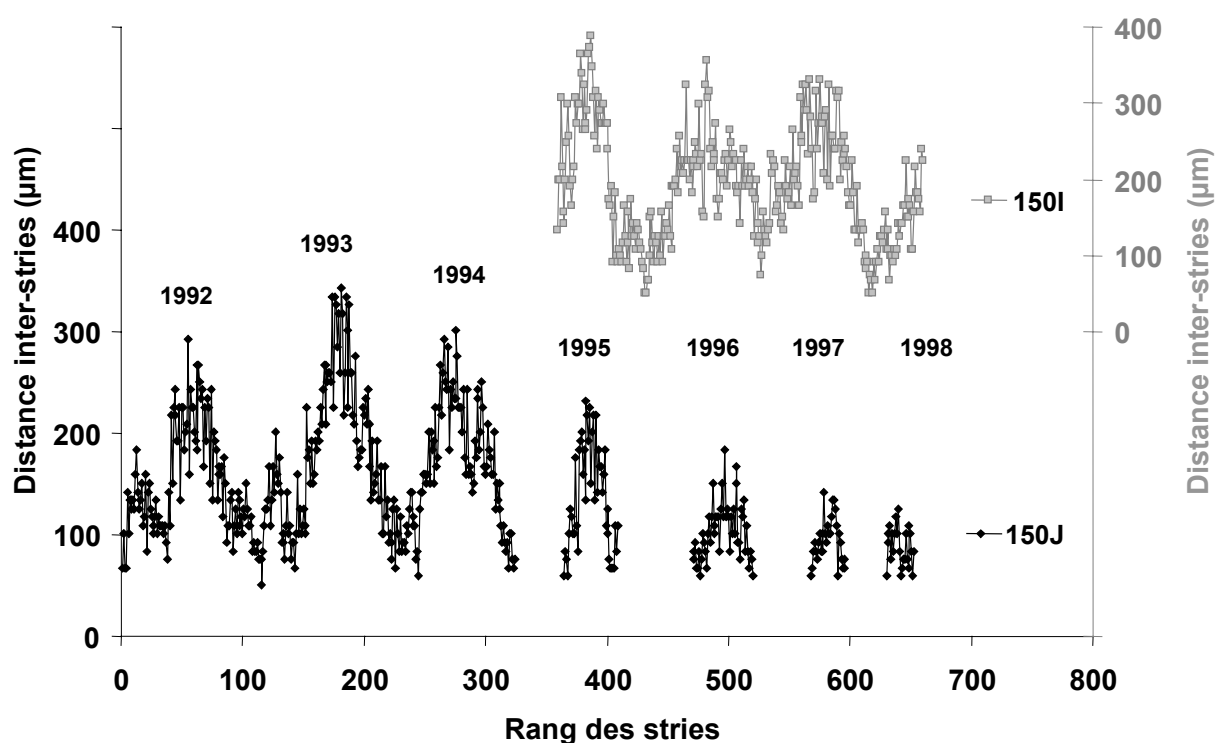 400
300
200
100
0
Distance inter-stries (µm)
150I
400
300
200
100
0
Distance inter-stries (µm)
1992
1993
1994
1995
1996
1997
1998
150J
0 100 200 300 400 500 600 700 800
Rang des stries